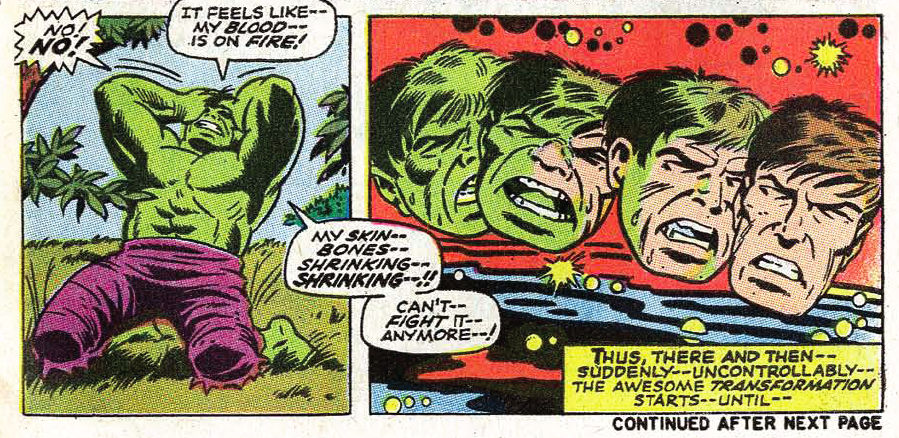 NO!
NO!
IT FEELS LIKE--
MY BLOOD--
IS ON FIRE!
MY SKIN--
BONES--
SHRINKING--
SHRINKING--!!
CAN'T--
FIGHT IT--
ANYMORE--!
THUS, THERE AND THEN--
SUDDENLY--UNCONTROLLABLY--
THE AWESOME TRANSFORMATION
STARTS--UNTIL--
CONTINUED AFTER NEXT PAGE